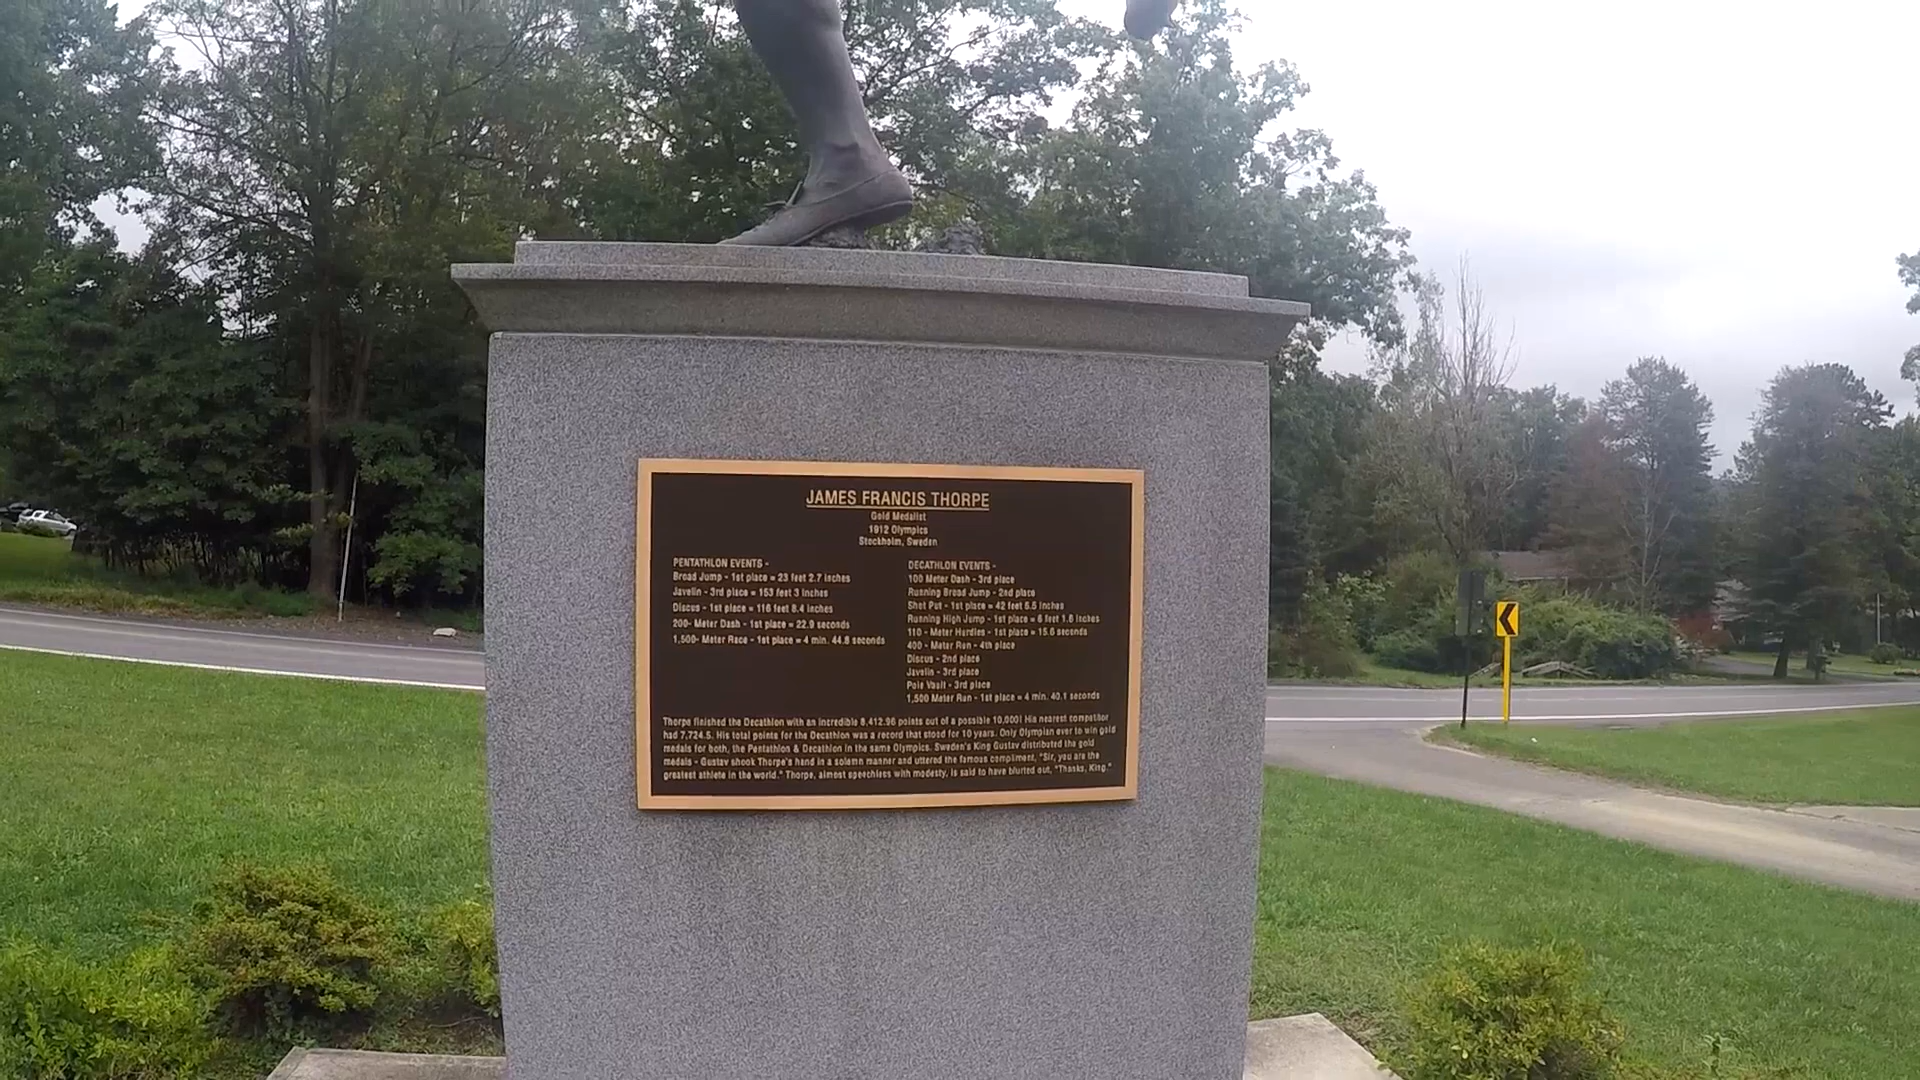 JAMES FRANCIS THORPE
Gold Medalist
1912 Olympics
Stockholm, Sweden
PENTATHLON EVENTS -
Broad Jump - 1st place = 23 feet 2.7 inches
Javelin - 3rd place = 153 feet 3 inches
Discus - 1st place = 116 feet 8.4 inches
200- Meter Dash - 1st place = 22.9 seconds
1,500- Meter Race - 1st place = 4 min. 44.8 seconds
DECATHLON EVENTS -
100 Meter Dash - 3rd place
Running Broad Jump - 2nd place
Shot Put - 1st place = 42 feet 5.5 inches
Running High Jump - 1st place = 6 feet 1.6 inches
110 - Meter Hurdles - 1st place = 15.6 seconds
400 - Meter Run - 4th place
Discus - 2nd place
Javelin - 3rd place
Pole Vault - 3rd place
1,500 Meter Run - 1st place = 4 min. 40.1 seconds
Thorpe finished the Decathlon with an incredible 8,412.96 points out of a possible 10,000! His nearest competitor
had 7,724.5. His total points for the Decathlon was a record that stood for 10 years. Only Olympian ever to win gold
medals for both, the Pentathlon & Decathlon in the same Olympics. Sweden's King Gustav distributed the gold
medals - Gustav shook Thorpe's hand in a solemn manner and uttered the famous compliment, "Sir, you are the
greatest athlete in the world." Thorpe, almost speechless with modesty, is said to have blurted out, "Thanks, King."